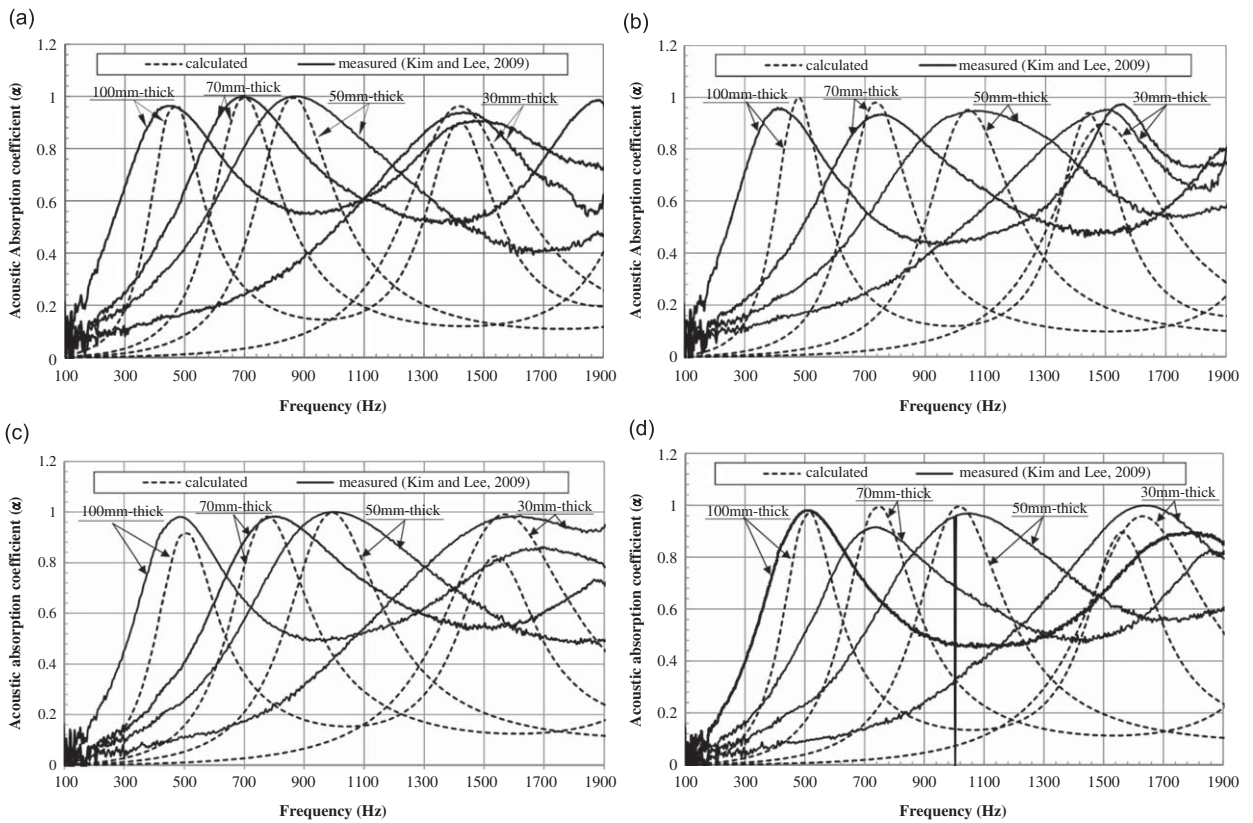 (a)
1.2
1
0.8
0.6
0.4
0.2
0
Acoustic Absorption coefficient (α)
calculated
measured (Kim and Lee, 2009)
100mm-thick
70mm-thick
50mm-thick
30mm-thick
100 300 500 700 900 1100 1300 1500 1700 1900
Frequency (Hz)
(b)
1.2
1
0.8
0.6
0.4
0.2
0
Acoustic Absorption coefficient (α)
calculated
measured (Kim and Lee, 2009)
100mm-thick
70mm-thick
50mm-thick
30mm-thick
100 300 500 700 900 1100 1300 1500 1700 1900
Frequency (Hz)
(c)
1.2
1
0.8
0.6
0.4
0.2
0
Acoustic absorption coefficient (α)
calculated
measured (Kim and Lee, 2009)
100mm-thick
70mm-thick
50mm-thick
30mm-thick
100 300 500 700 900 1100 1300 1500 1700 1900
Frequency (Hz)
(d)
1.2
1
0.8
0.6
0.4
0.2
0
Acoustic absorption coefficient (α)
calculated
measured (Kim and Lee, 2009)
100mm-thick
70mm-thick
50mm-thick
30mm-thick
100 300 500 700 900 1100 1300 1500 1700 1900
Frequency (Hz)